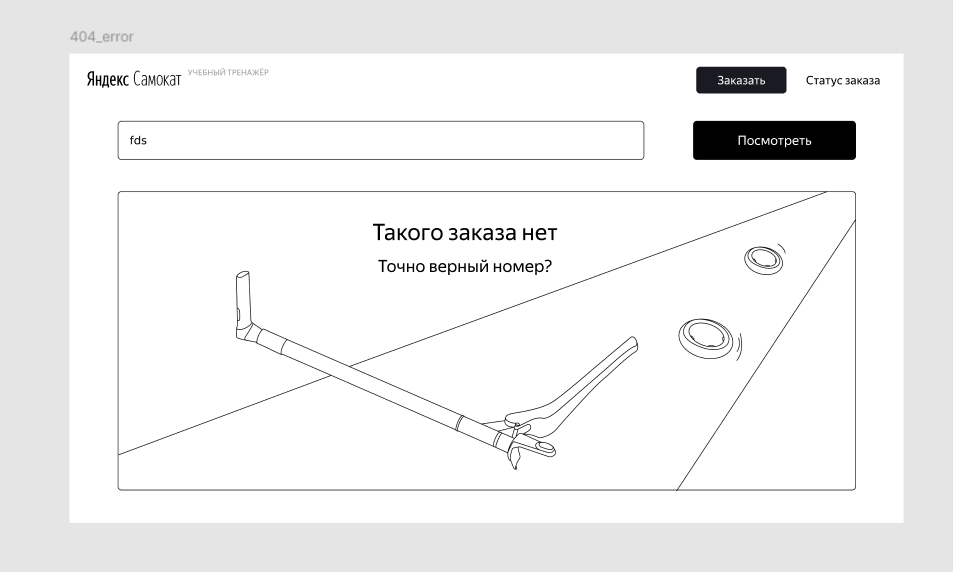 404_error
Яндекс Самокат УЧЕБНЫЙ ТРЕНАЖЁР
Заказать Статус заказа
fds Посмотреть
Такого заказа нет
Точно верный номер?